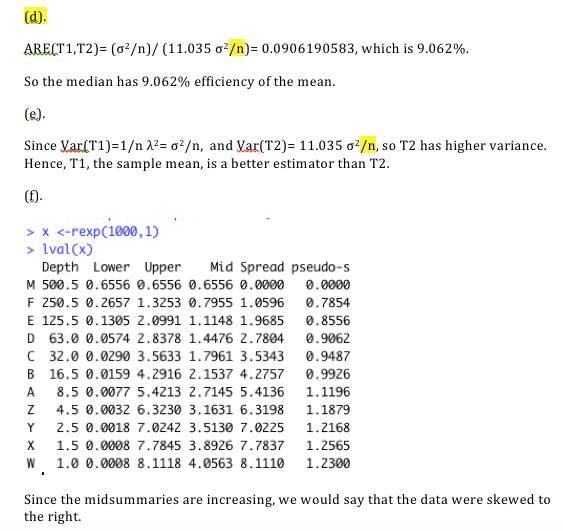 (d).
ARE(T1,T2)= (σ²/n)/ (11.035 σ²/n)= 0.0906190583, which is 9.062%.
So the median has 9.062% efficiency of the mean.
(e).
Since Var(T1)=1/n λ²= σ²/n, and Var(T2)= 11.035 σ²/n, so T2 has higher variance.
Hence, T1, the sample mean, is a better estimator than T2.
(f).
> x <-rexp(1000,1)
> lval(x)
Depth Lower Upper Mid Spread pseudo-s
M 500.5 0.6556 0.6556 0.6556 0.0000 0.0000
F 250.5 0.2657 1.3253 0.7955 1.0596 0.7854
E 125.5 0.1305 2.0991 1.1148 1.9685 0.8556
D 63.0 0.0574 2.8378 1.4476 2.7804 0.9062
C 32.0 0.0290 3.5633 1.7961 3.5343 0.9487
B 16.5 0.0159 4.2916 2.1537 4.2757 0.9926
A 8.5 0.0077 5.4213 2.7145 5.4136 1.1196
Z 4.5 0.0032 6.3230 3.1631 6.3198 1.1879
Y 2.5 0.0018 7.0242 3.5130 7.0225 1.2168
X 1.5 0.0008 7.7845 3.8926 7.7837 1.2565
W 1.0 0.0008 8.1118 4.0563 8.1110 1.2300
Since the midsummaries are increasing, we would say that the data were skewed to
the right.